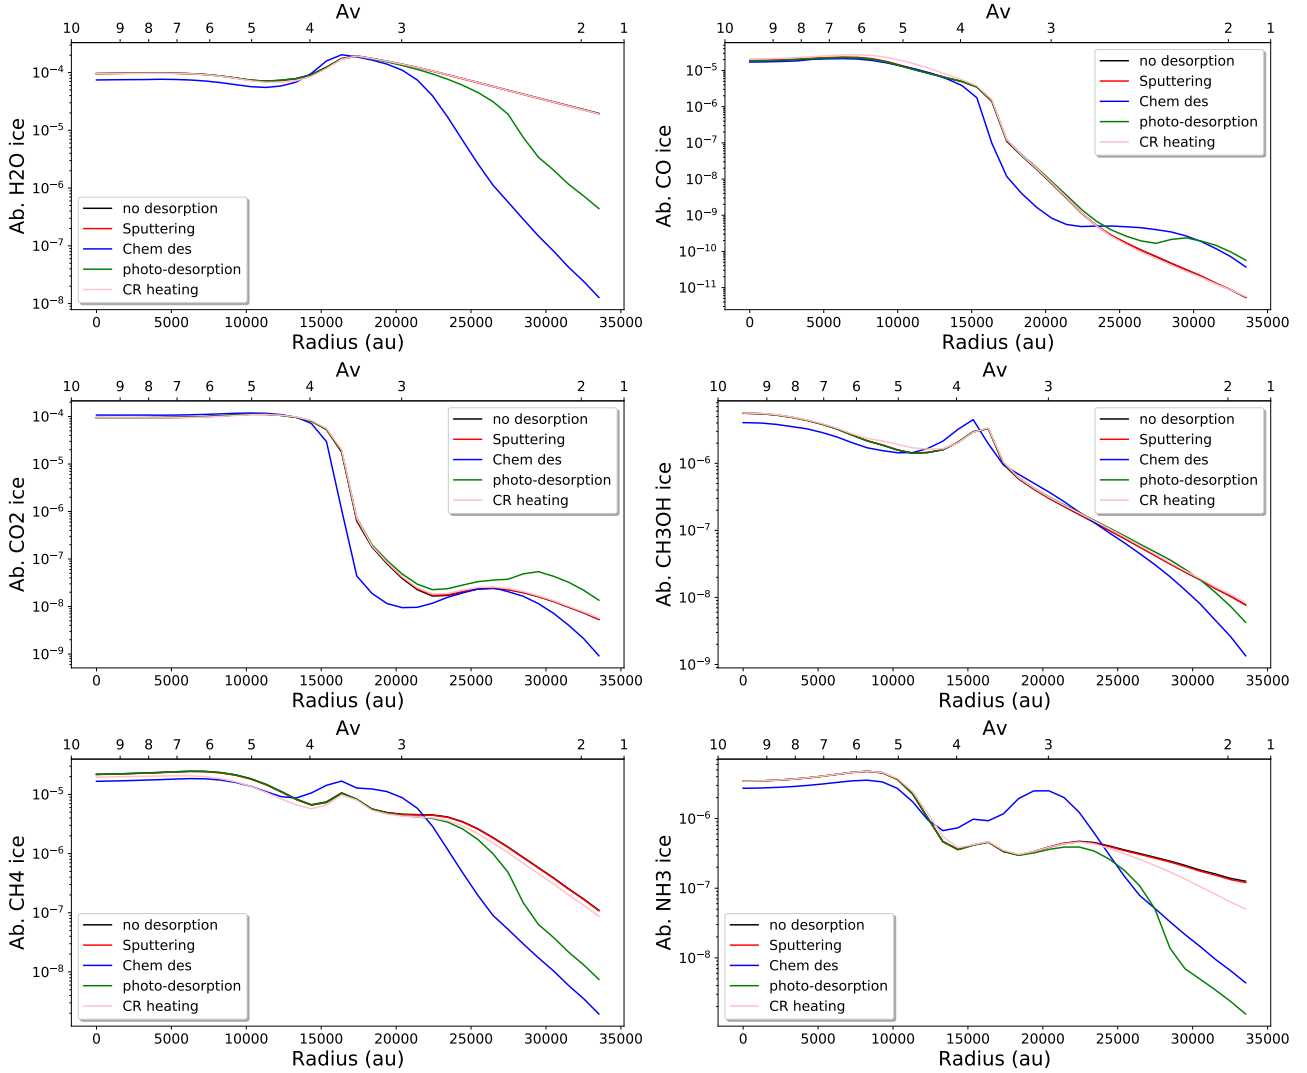 Av
10 9 8 7 6 5 4 3 2 1
Ab. H2O ice
10⁻⁴
10⁻⁵
10⁻⁶
10⁻⁷
10⁻⁸
no desorption
Sputtering
Chem des
photo-desorption
CR heating
0 5000 10000 15000 20000 25000 30000 35000
Radius (au)
Av
10 9 8 7 6 5 4 3 2 1
Ab. CO ice
10⁻⁵
10⁻⁶
10⁻⁷
10⁻⁸
10⁻⁹
10⁻¹⁰
10⁻¹¹
no desorption
Sputtering
Chem des
photo-desorption
CR heating
0 5000 10000 15000 20000 25000 30000 35000
Radius (au)
Av
10 9 8 7 6 5 4 3 2 1
Ab. CO2 ice
10⁻⁴
10⁻⁵
10⁻⁶
10⁻⁷
10⁻⁸
10⁻⁹
no desorption
Sputtering
Chem des
photo-desorption
CR heating
0 5000 10000 15000 20000 25000 30000 35000
Radius (au)
Av
10 9 8 7 6 5 4 3 2 1
Ab. CH3OH ice
10⁻⁶
10⁻⁷
10⁻⁸
10⁻⁹
no desorption
Sputtering
Chem des
photo-desorption
CR heating
0 5000 10000 15000 20000 25000 30000 35000
Radius (au)
Av
10 9 8 7 6 5 4 3 2 1
Ab. CH4 ice
10⁻⁵
10⁻⁶
10⁻⁷
10⁻⁸
no desorption
Sputtering
Chem des
photo-desorption
CR heating
0 5000 10000 15000 20000 25000 30000 35000
Radius (au)
Av
10 9 8 7 6 5 4 3 2 1
Ab. NH3 ice
10⁻⁶
10⁻⁷
10⁻⁸
no desorption
Sputtering
Chem des
photo-desorption
CR heating
0 5000 10000 15000 20000 25000 30000 35000
Radius (au)